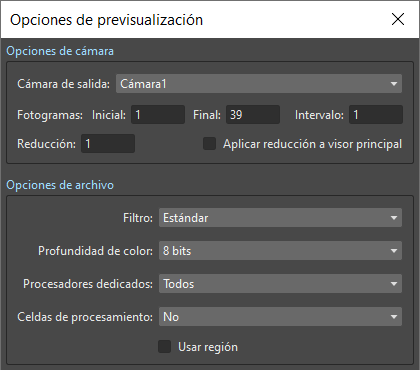 Opciones de previsualización
Opciones de cámara
Cámara de salida: Cámara1
Fotogramas: Inicial: 1 Final: 39 Intervalo: 1
Reducción: 1 Aplicar reducción a visor principal
Opciones de archivo
Filtro: Estándar
Profundidad de color: 8 bits
Procesadores dedicados: Todos
Celdas de procesamiento: No
Usar región